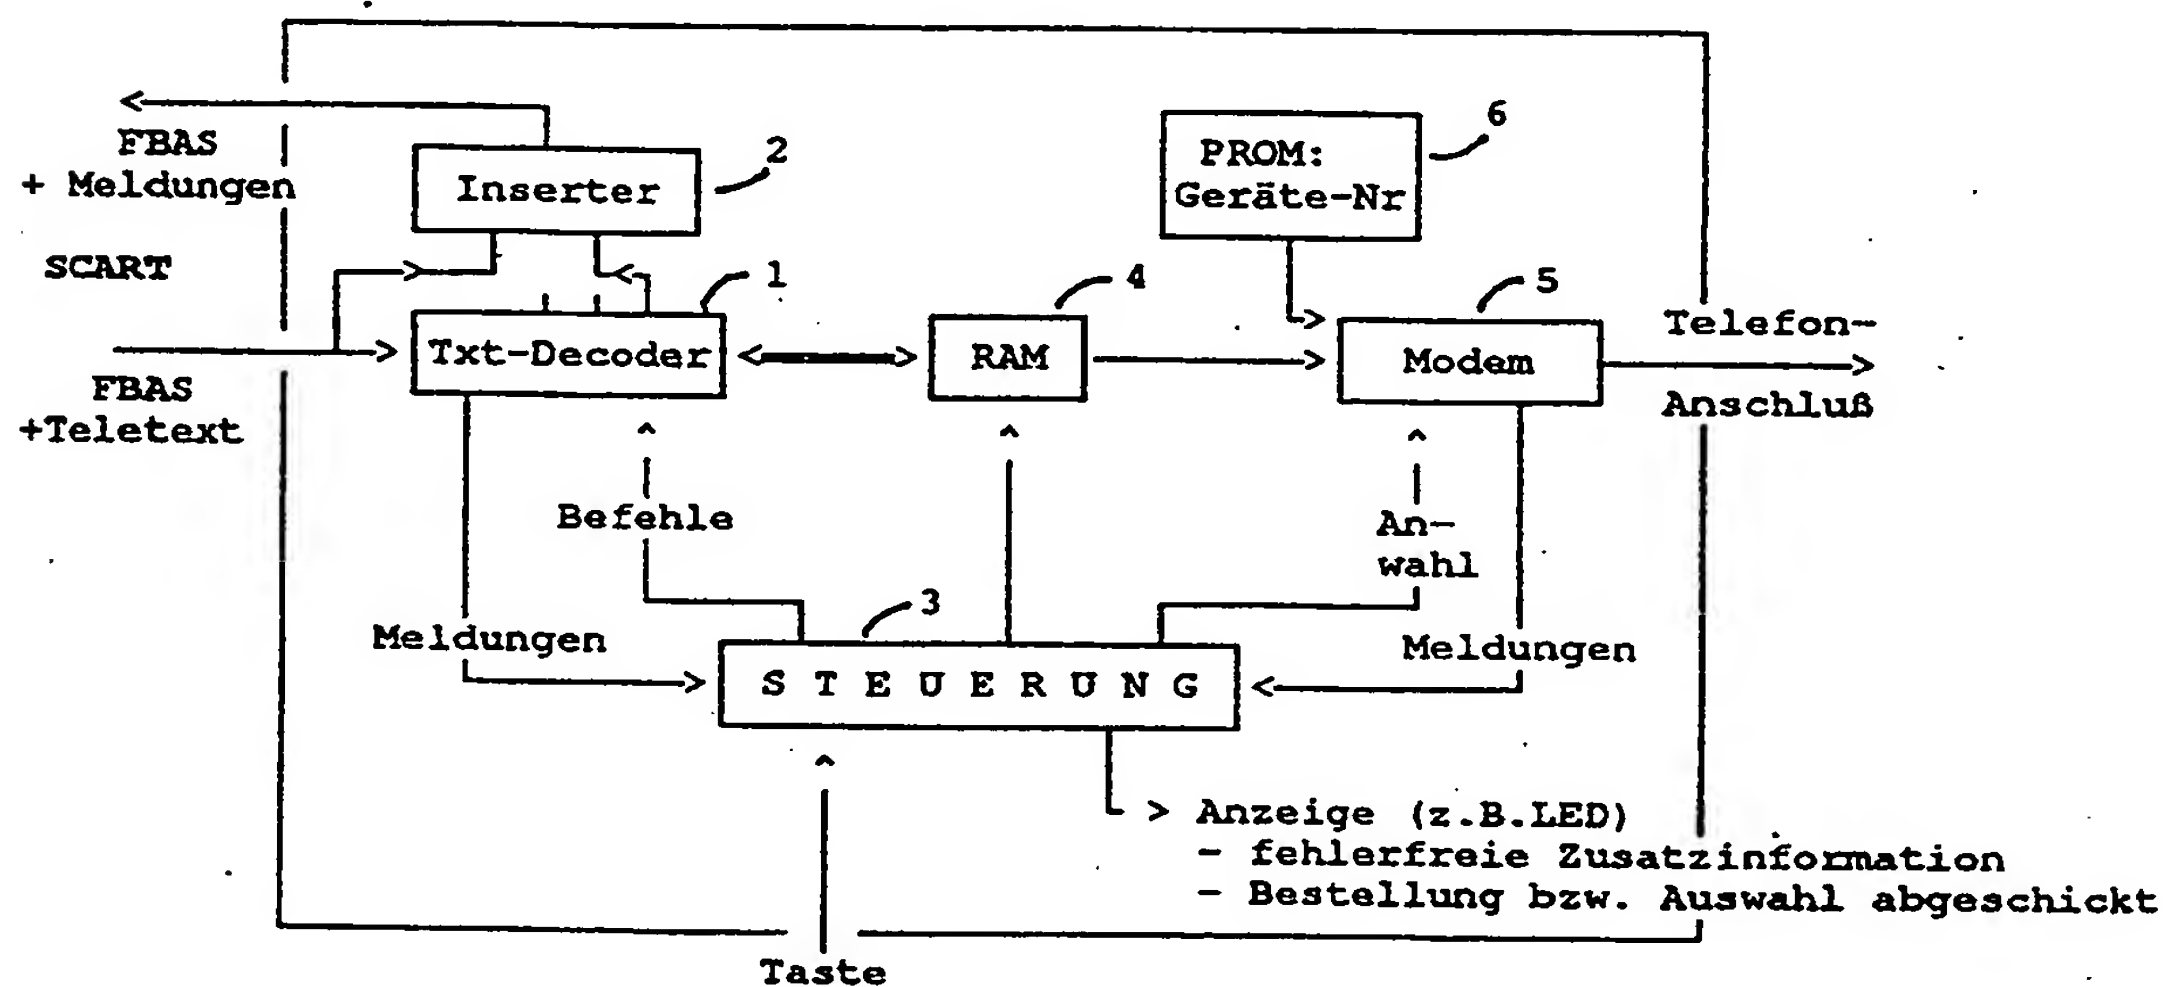 FBAS
+ Meldungen
SCART
FBAS
+Teletext
Inserter
2
PROM:
Geräte-Nr
6
Txt-Decoder
1
RAM
4
Modem
5
Telefon-
Anschluß
Befehle
An-
wahl
Meldungen
3
Meldungen
S T E U E R U N G
> Anzeige (z.B.LED)
- fehlerfreie Zusatzinformation
- Bestellung bzw. Auswahl abgeschickt
Taste